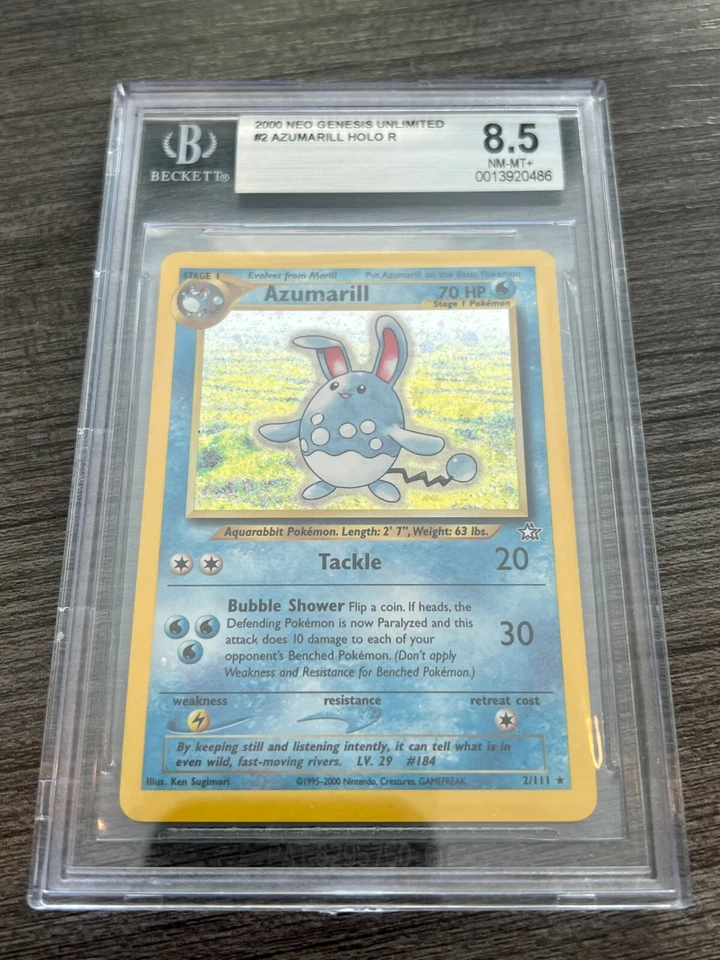 B
BECKETT®
2000 NEO GENESIS UNLIMITED
#2 AZUMARILL HOLO R
8.5
NM-MT+
0013920486
STAGE 1
Evolves from Marill
Put Azumarill on the Basic Pokémon
Azumarill
70 HP
Stage 1 Pokémon
Aquarabbit Pokémon. Length: 2' 7", Weight: 63 lbs.
Tackle 20
Bubble Shower Flip a coin. If heads, the
Defending Pokémon is now Paralyzed and this
attack does 10 damage to each of your
opponent's Benched Pokémon. (Don't apply
Weakness and Resistance for Benched Pokémon.)
30
weakness resistance retreat cost
By keeping still and listening intently, it can tell what is in
even wild, fast-moving rivers. LV. 29 #184
Illus. Ken Sugimori ©1995-2000 Nintendo, Creatures, GAMEFREAK. 2/111 ★